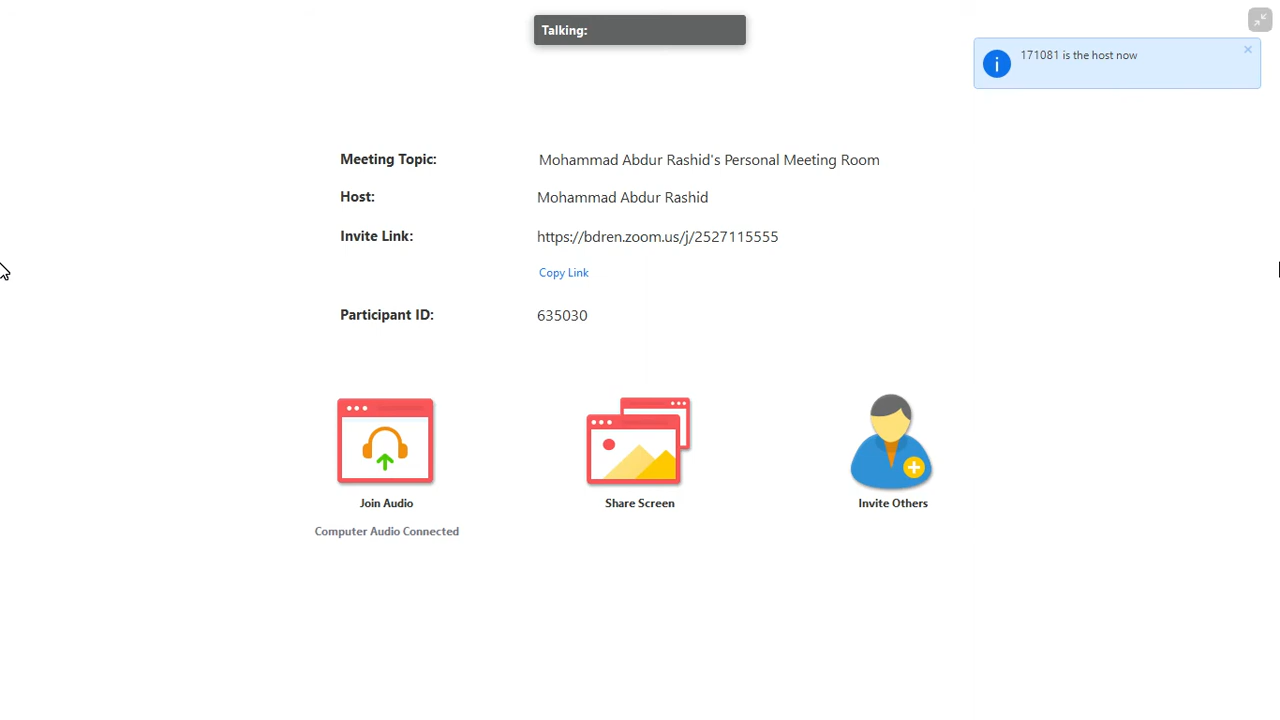 Talking:
171081 is the host now
Meeting Topic: Mohammad Abdur Rashid's Personal Meeting Room
Host: Mohammad Abdur Rashid
Invite Link: https://bdren.zoom.us/j/2527115555
Copy Link
Participant ID: 635030
Join Audio
Share Screen
Invite Others
Computer Audio Connected